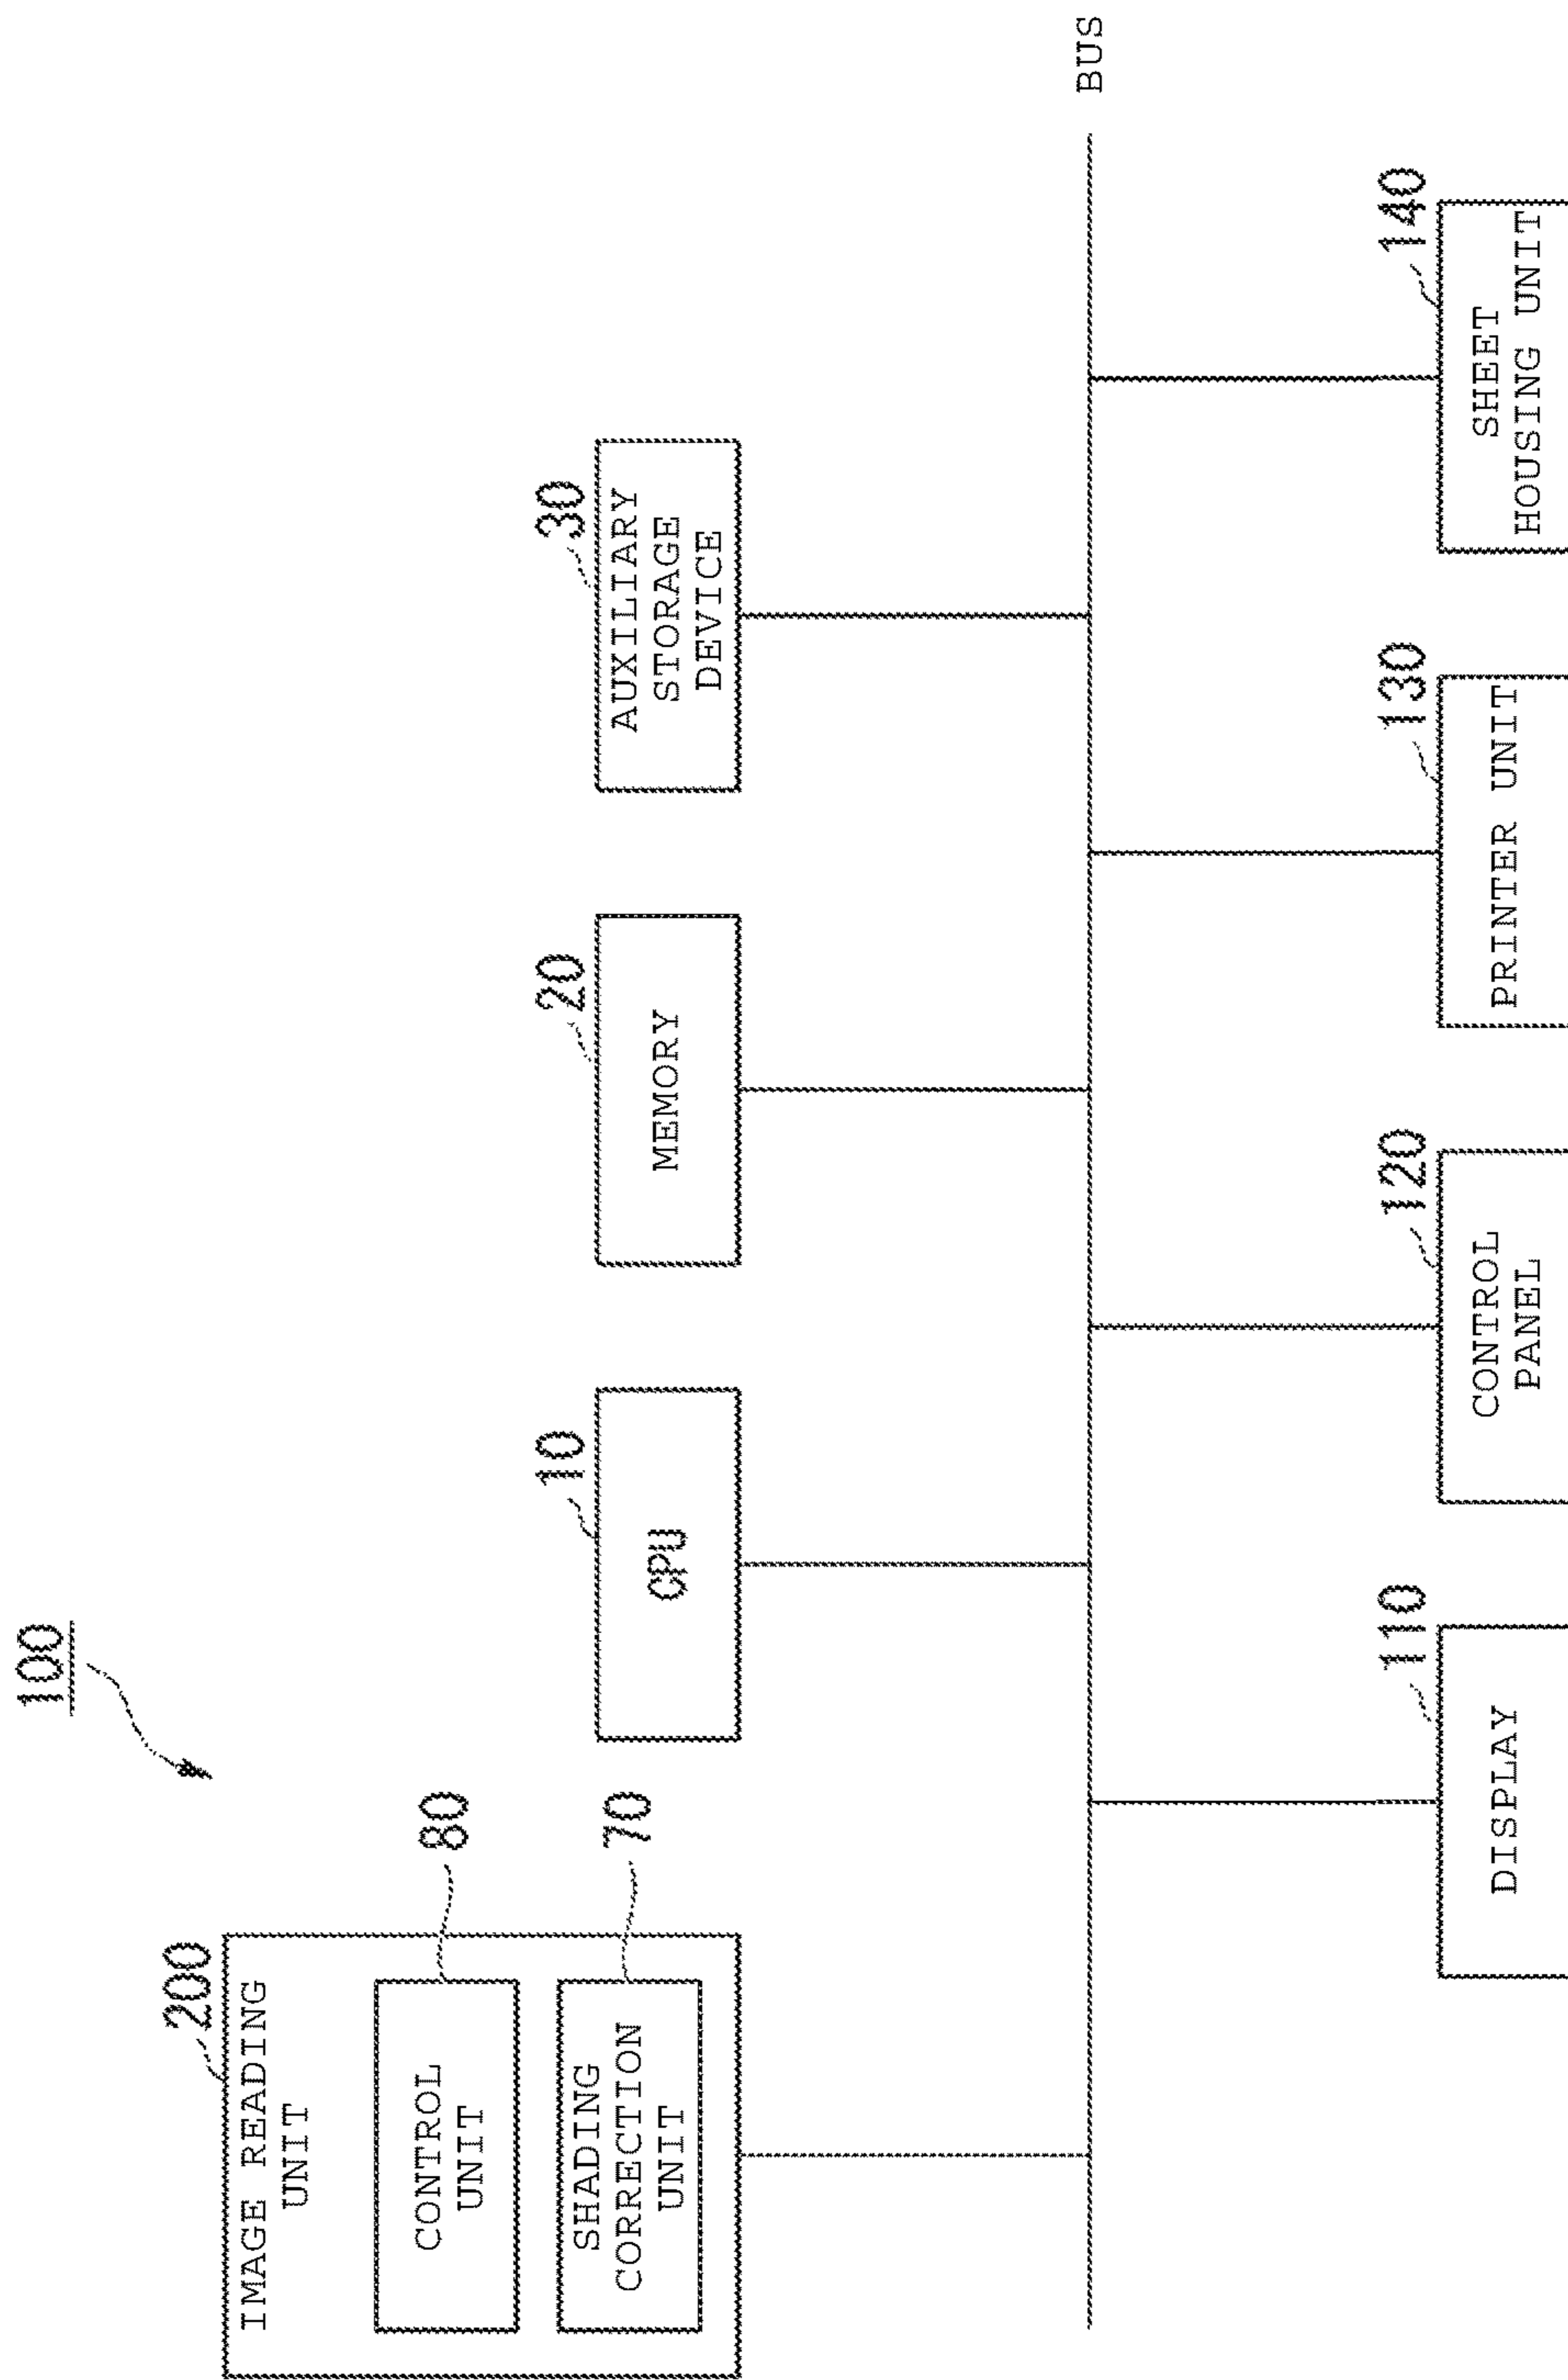 100
200
IMAGE READING
UNIT
80
CONTROL
UNIT
70
SHADING
CORRECTION
UNIT
10
CPU
20
MEMORY
30
AUXILIARY
STORAGE
DEVICE
BUS
110
DISPLAY
120
CONTROL
PANEL
130
PRINTER UNIT
140
SHEET
HOUSING UNIT